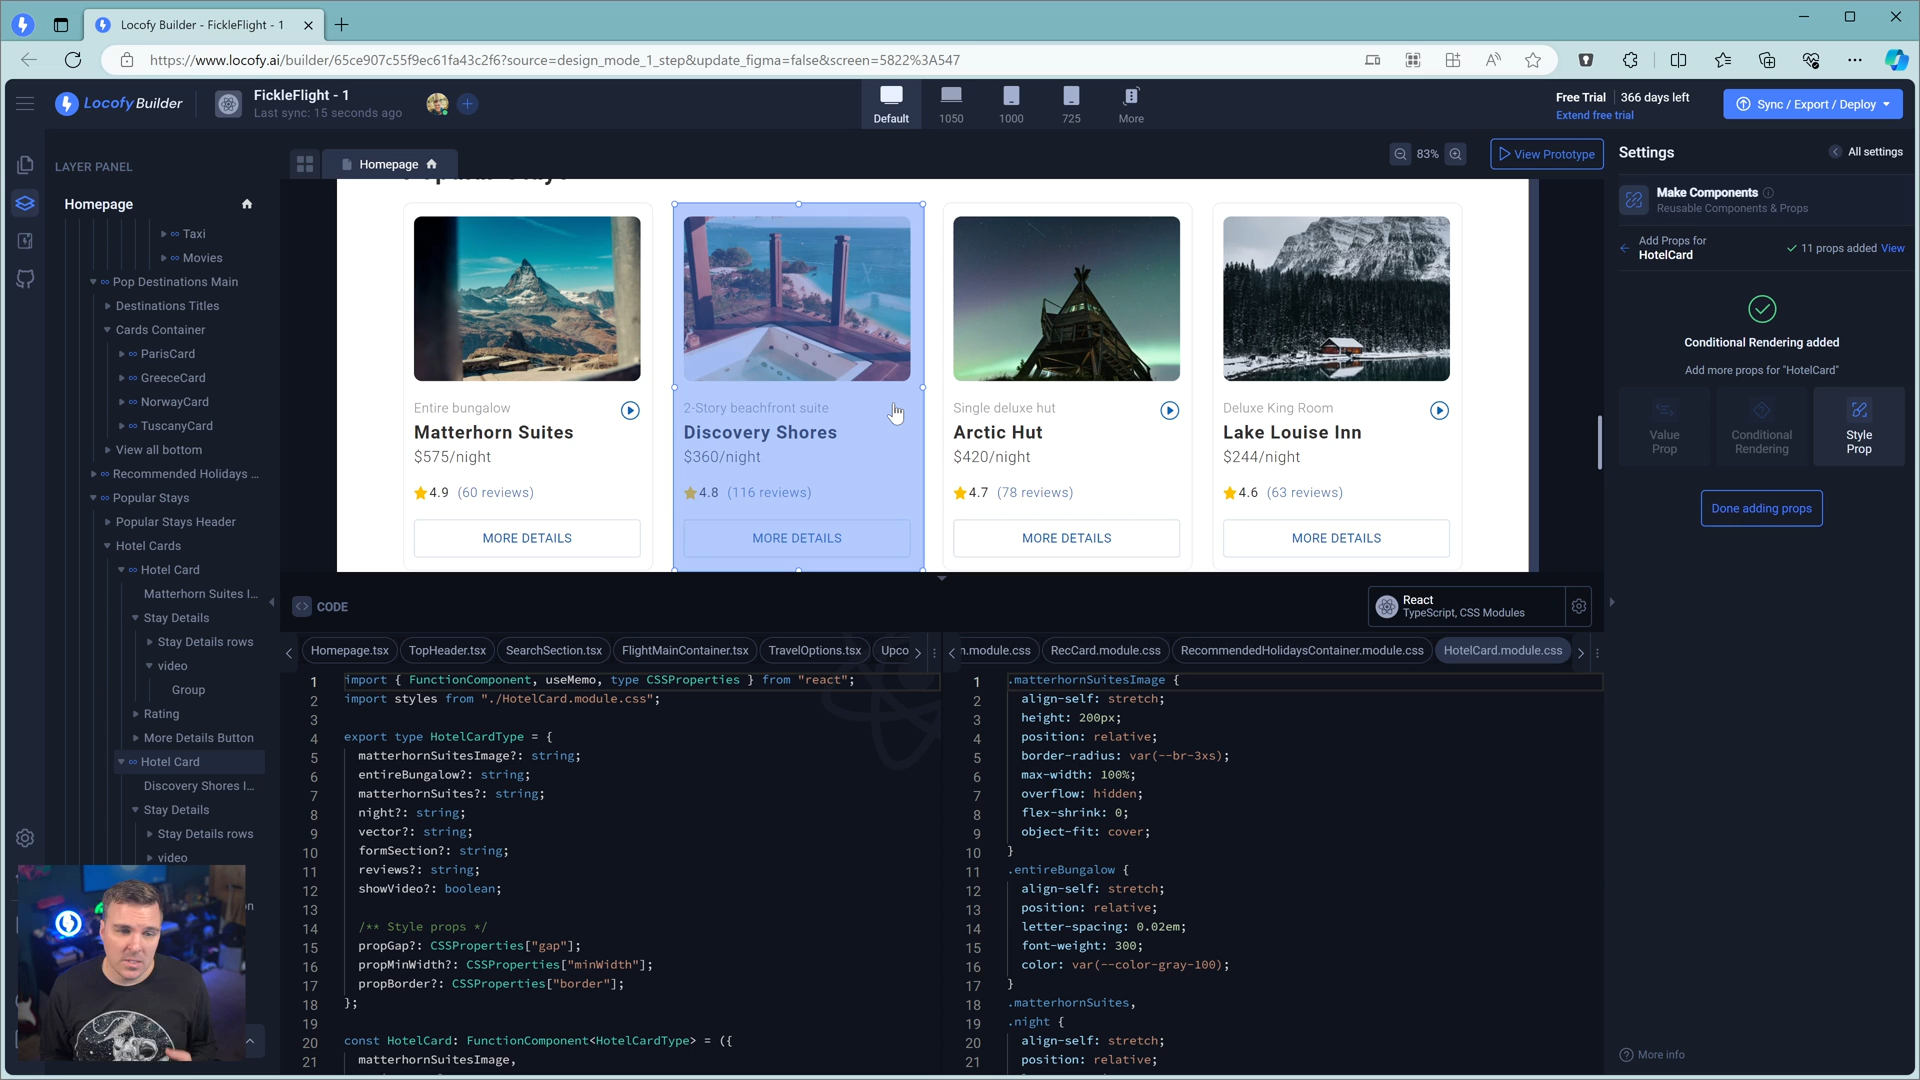 Locofy Builder - FickleFlight - 1
https://www.locofy.ai/builder/65ce907c55f9ec61fa43c2f6?source=design_mode_1_step&update_figma=false&screen=5822%3A547
Locofy Builder
FickleFlight - 1
Last sync: 15 seconds ago
Default
1050
1000
725
More
Free Trial
366 days left
Extend free trial
Sync / Export / Deploy
LAYER PANEL
Homepage
Taxi
Movies
Pop Destinations Main
Destinations Titles
Cards Container
ParisCard
GreeceCard
NorwayCard
TuscanyCard
View all bottom
Recommended Holidays ...
Popular Stays
Popular Stays Header
Hotel Cards
Hotel Card
Matterhorn Suites I...
Stay Details
Stay Details rows
video
Group
Rating
More Details Button
Hotel Card
Discovery Shores I...
Stay Details
Stay Details rows
video
Homepage
83%
View Prototype
Entire bungalow
Matterhorn Suites
$575/night
4.9 (60 reviews)
MORE DETAILS
2-Story beachfront suite
Discovery Shores
$360/night
4.8 (116 reviews)
MORE DETAILS
Single deluxe hut
Arctic Hut
$420/night
4.7 (78 reviews)
MORE DETAILS
Deluxe King Room
Lake Louise Inn
$244/night
4.6 (63 reviews)
MORE DETAILS
CODE
React
TypeScript, CSS Modules
Homepage.tsx
TopHeader.tsx
SearchSection.tsx
FlightMainContainer.tsx
TravelOptions.tsx
Upco
1 import { FunctionComponent, useMemo, type CSSProperties } from "react";
2 import styles from "./HotelCard.module.css";
3
4 export type HotelCardType = {
5 matterhornSuitesImage?: string;
6 entireBungalow?: string;
7 matterhornSuites?: string;
8 night?: string;
9 vector?: string;
10 formSection?: string;
11 reviews?: string;
12 showVideo?: boolean;
13
14 /** Style props */
15 propGap?: CSSProperties["gap"];
16 propMinWidth?: CSSProperties["minWidth"];
17 propBorder?: CSSProperties["border"];
18 };
19
20 const HotelCard: FunctionComponent<HotelCardType> = ({
21 matterhornSuitesImage,
n.module.css
RecCard.module.css
RecommendedHolidaysContainer.module.css
HotelCard.module.css
1 .matterhornSuitesImage {
2 align-self: stretch;
3 height: 200px;
4 position: relative;
5 border-radius: var(--br-3xs);
6 max-width: 100%;
7 overflow: hidden;
8 flex-shrink: 0;
9 object-fit: cover;
10 }
11 .entireBungalow {
12 align-self: stretch;
13 position: relative;
14 letter-spacing: 0.02em;
15 font-weight: 300;
16 color: var(--color-gray-100);
17 }
18 .matterhornSuites,
19 .night {
20 align-self: stretch;
21 position: relative;
Settings
All settings
Make Components
Reusable Components & Props
Add Props for
HotelCard
11 props added View
Conditional Rendering added
Add more props for "HotelCard"
Value
Prop
Conditional
Rendering
Style
Prop
Done adding props
More info